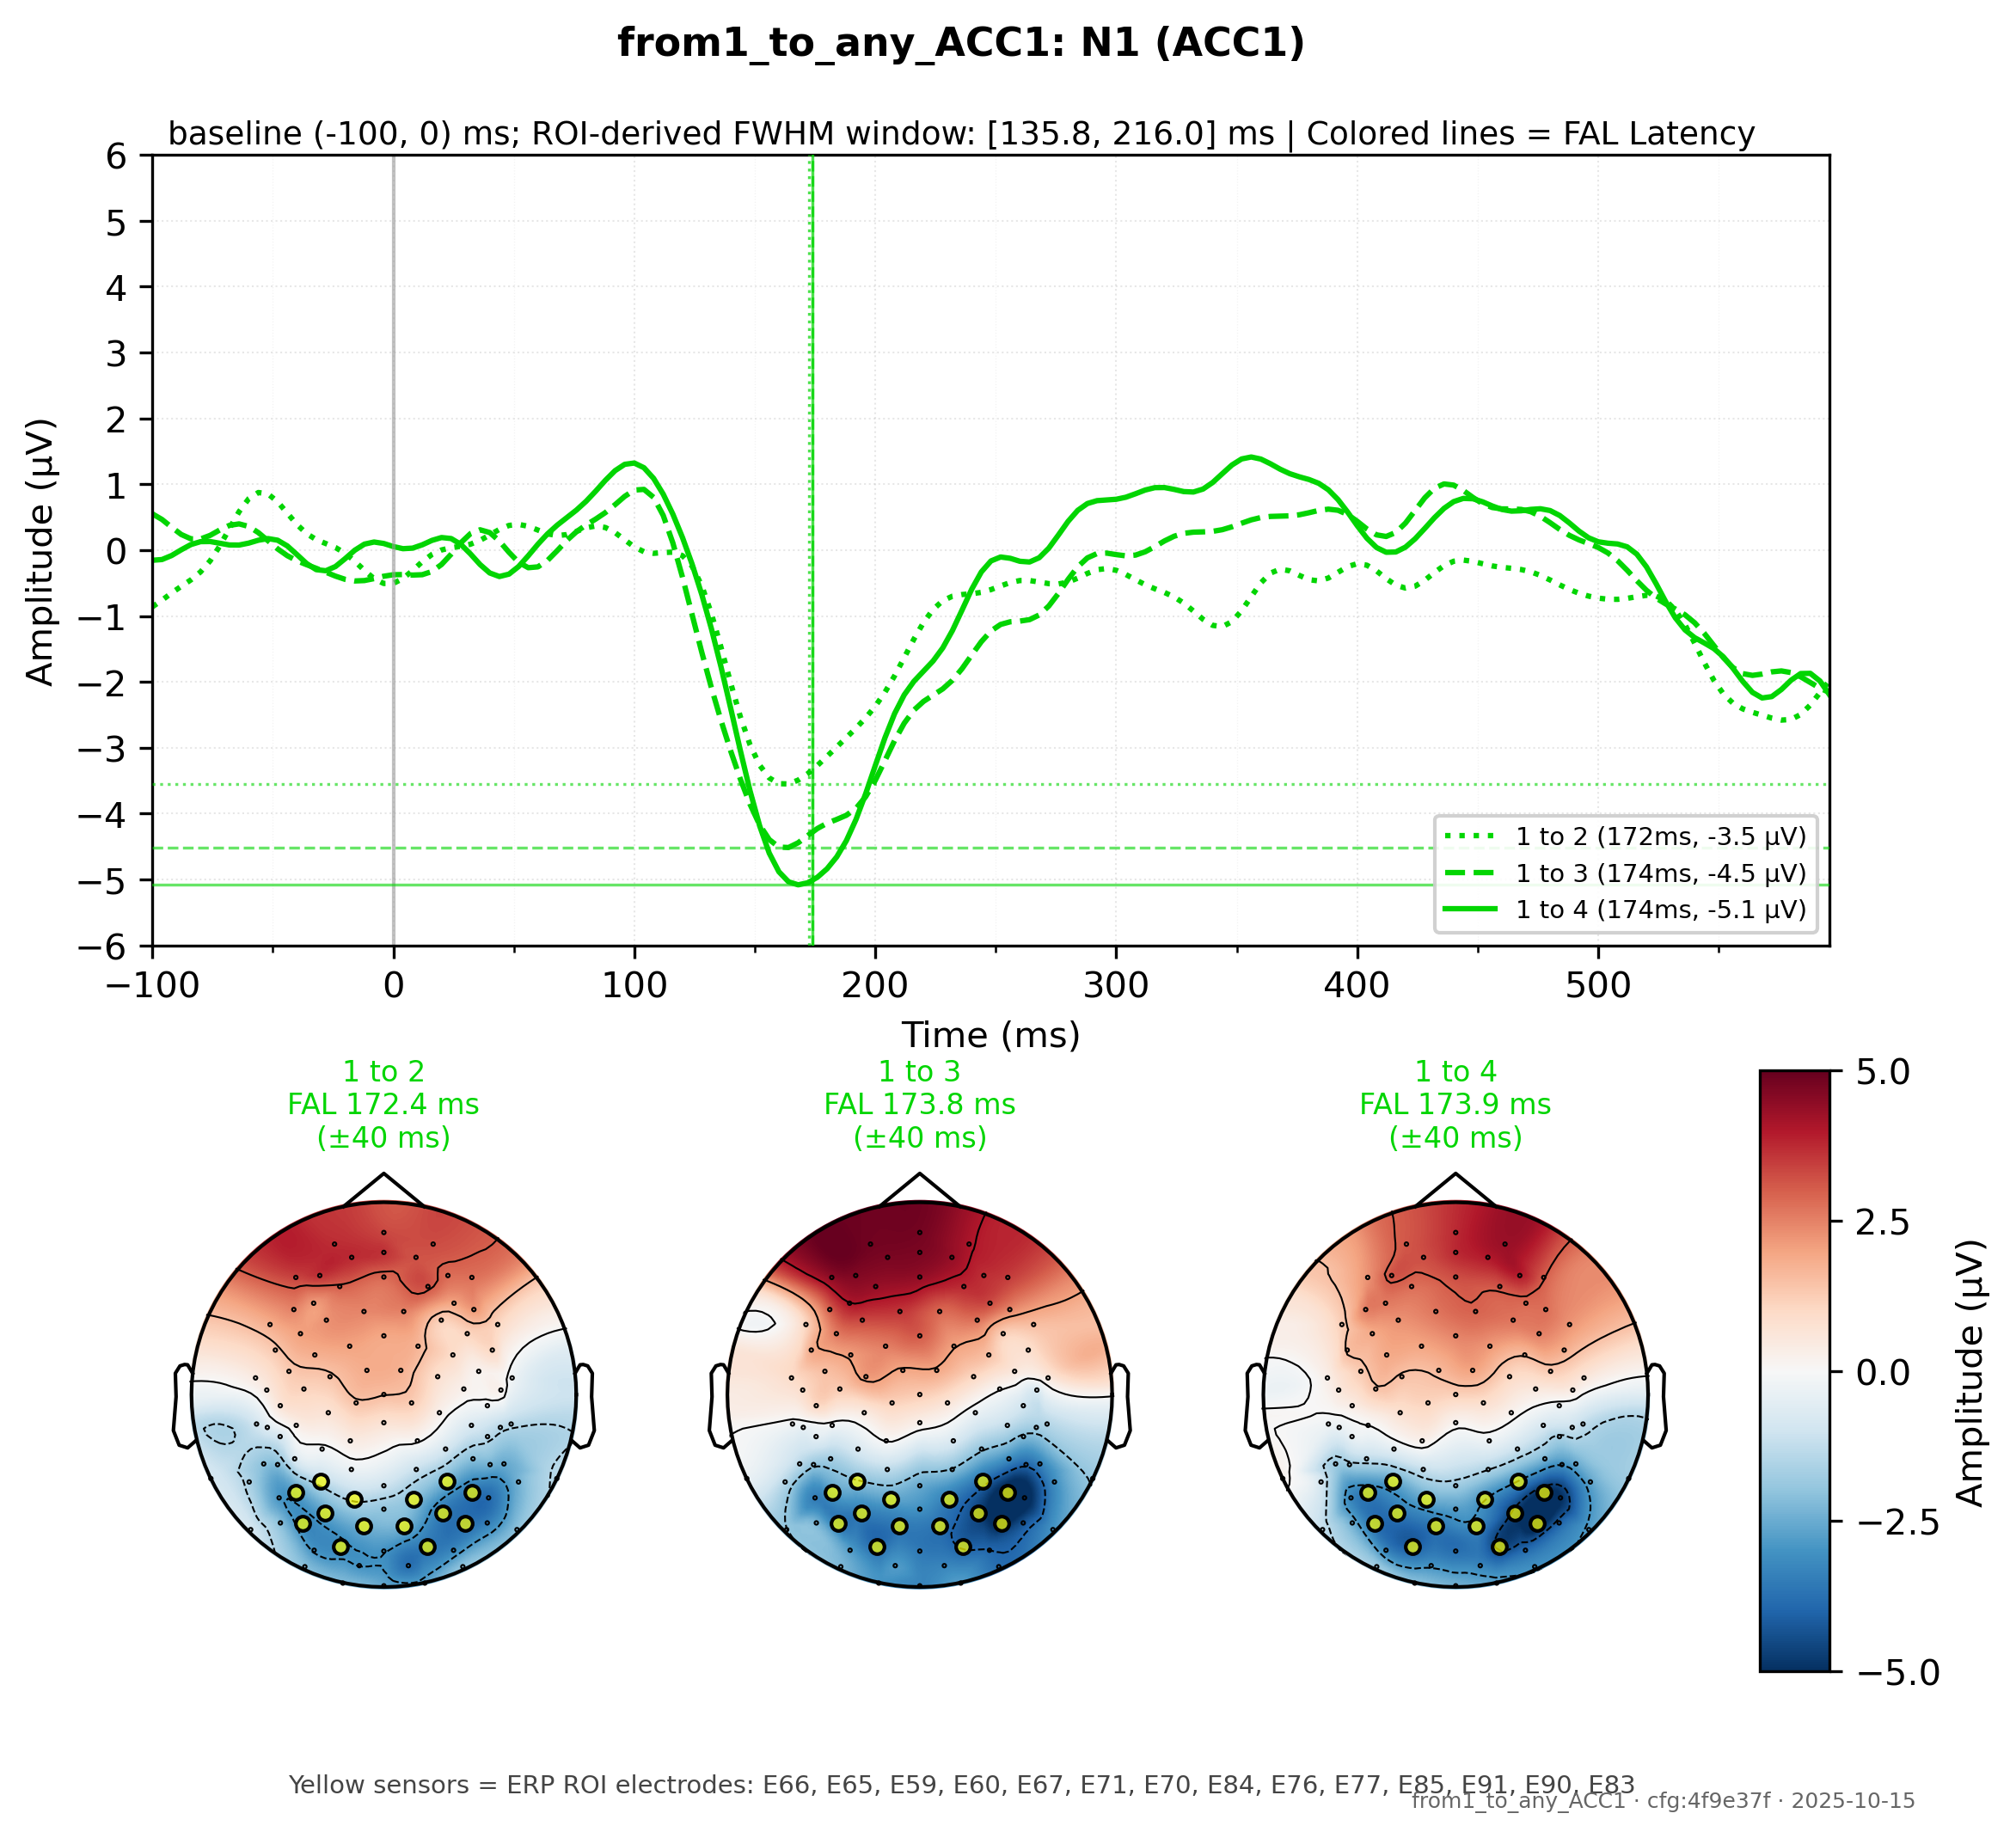 from1_to_any_ACC1: N1 (ACC1)
baseline (-100, 0) ms; ROI-derived FWHM window: [135.8, 216.0] ms | Colored lines = FAL Latency
6
5
4
3
2
1
0
−1
−2
−3
−4
−5
−6
Amplitude (μV)
1 to 2 (172ms, -3.5 μV)
1 to 3 (174ms, -4.5 μV)
1 to 4 (174ms, -5.1 μV)
−100 0 100 200 300 400 500
Time (ms)
1 to 2
FAL 172.4 ms
(±40 ms)
1 to 3
FAL 173.8 ms
(±40 ms)
1 to 4
FAL 173.9 ms
(±40 ms)
5.0
2.5
0.0
−2.5
−5.0
Amplitude (μV)
Yellow sensors = ERP ROI electrodes: E66, E65, E59, E60, E67, E71, E70, E84, E76, E77, E85, E91, E90, E83
from1_to_any_ACC1 · cfg:4f9e37f · 2025-10-15